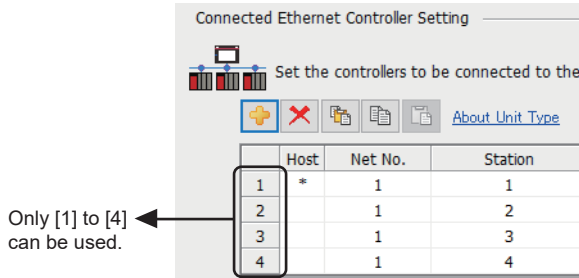 Connected Ethernet Controller Setting
Set the controllers to be connected to the
About Unit Type
Host Net No. Station
1 * 1 1
2 1 2
3 1 3
4 1 4
Only [1] to [4]
can be used.